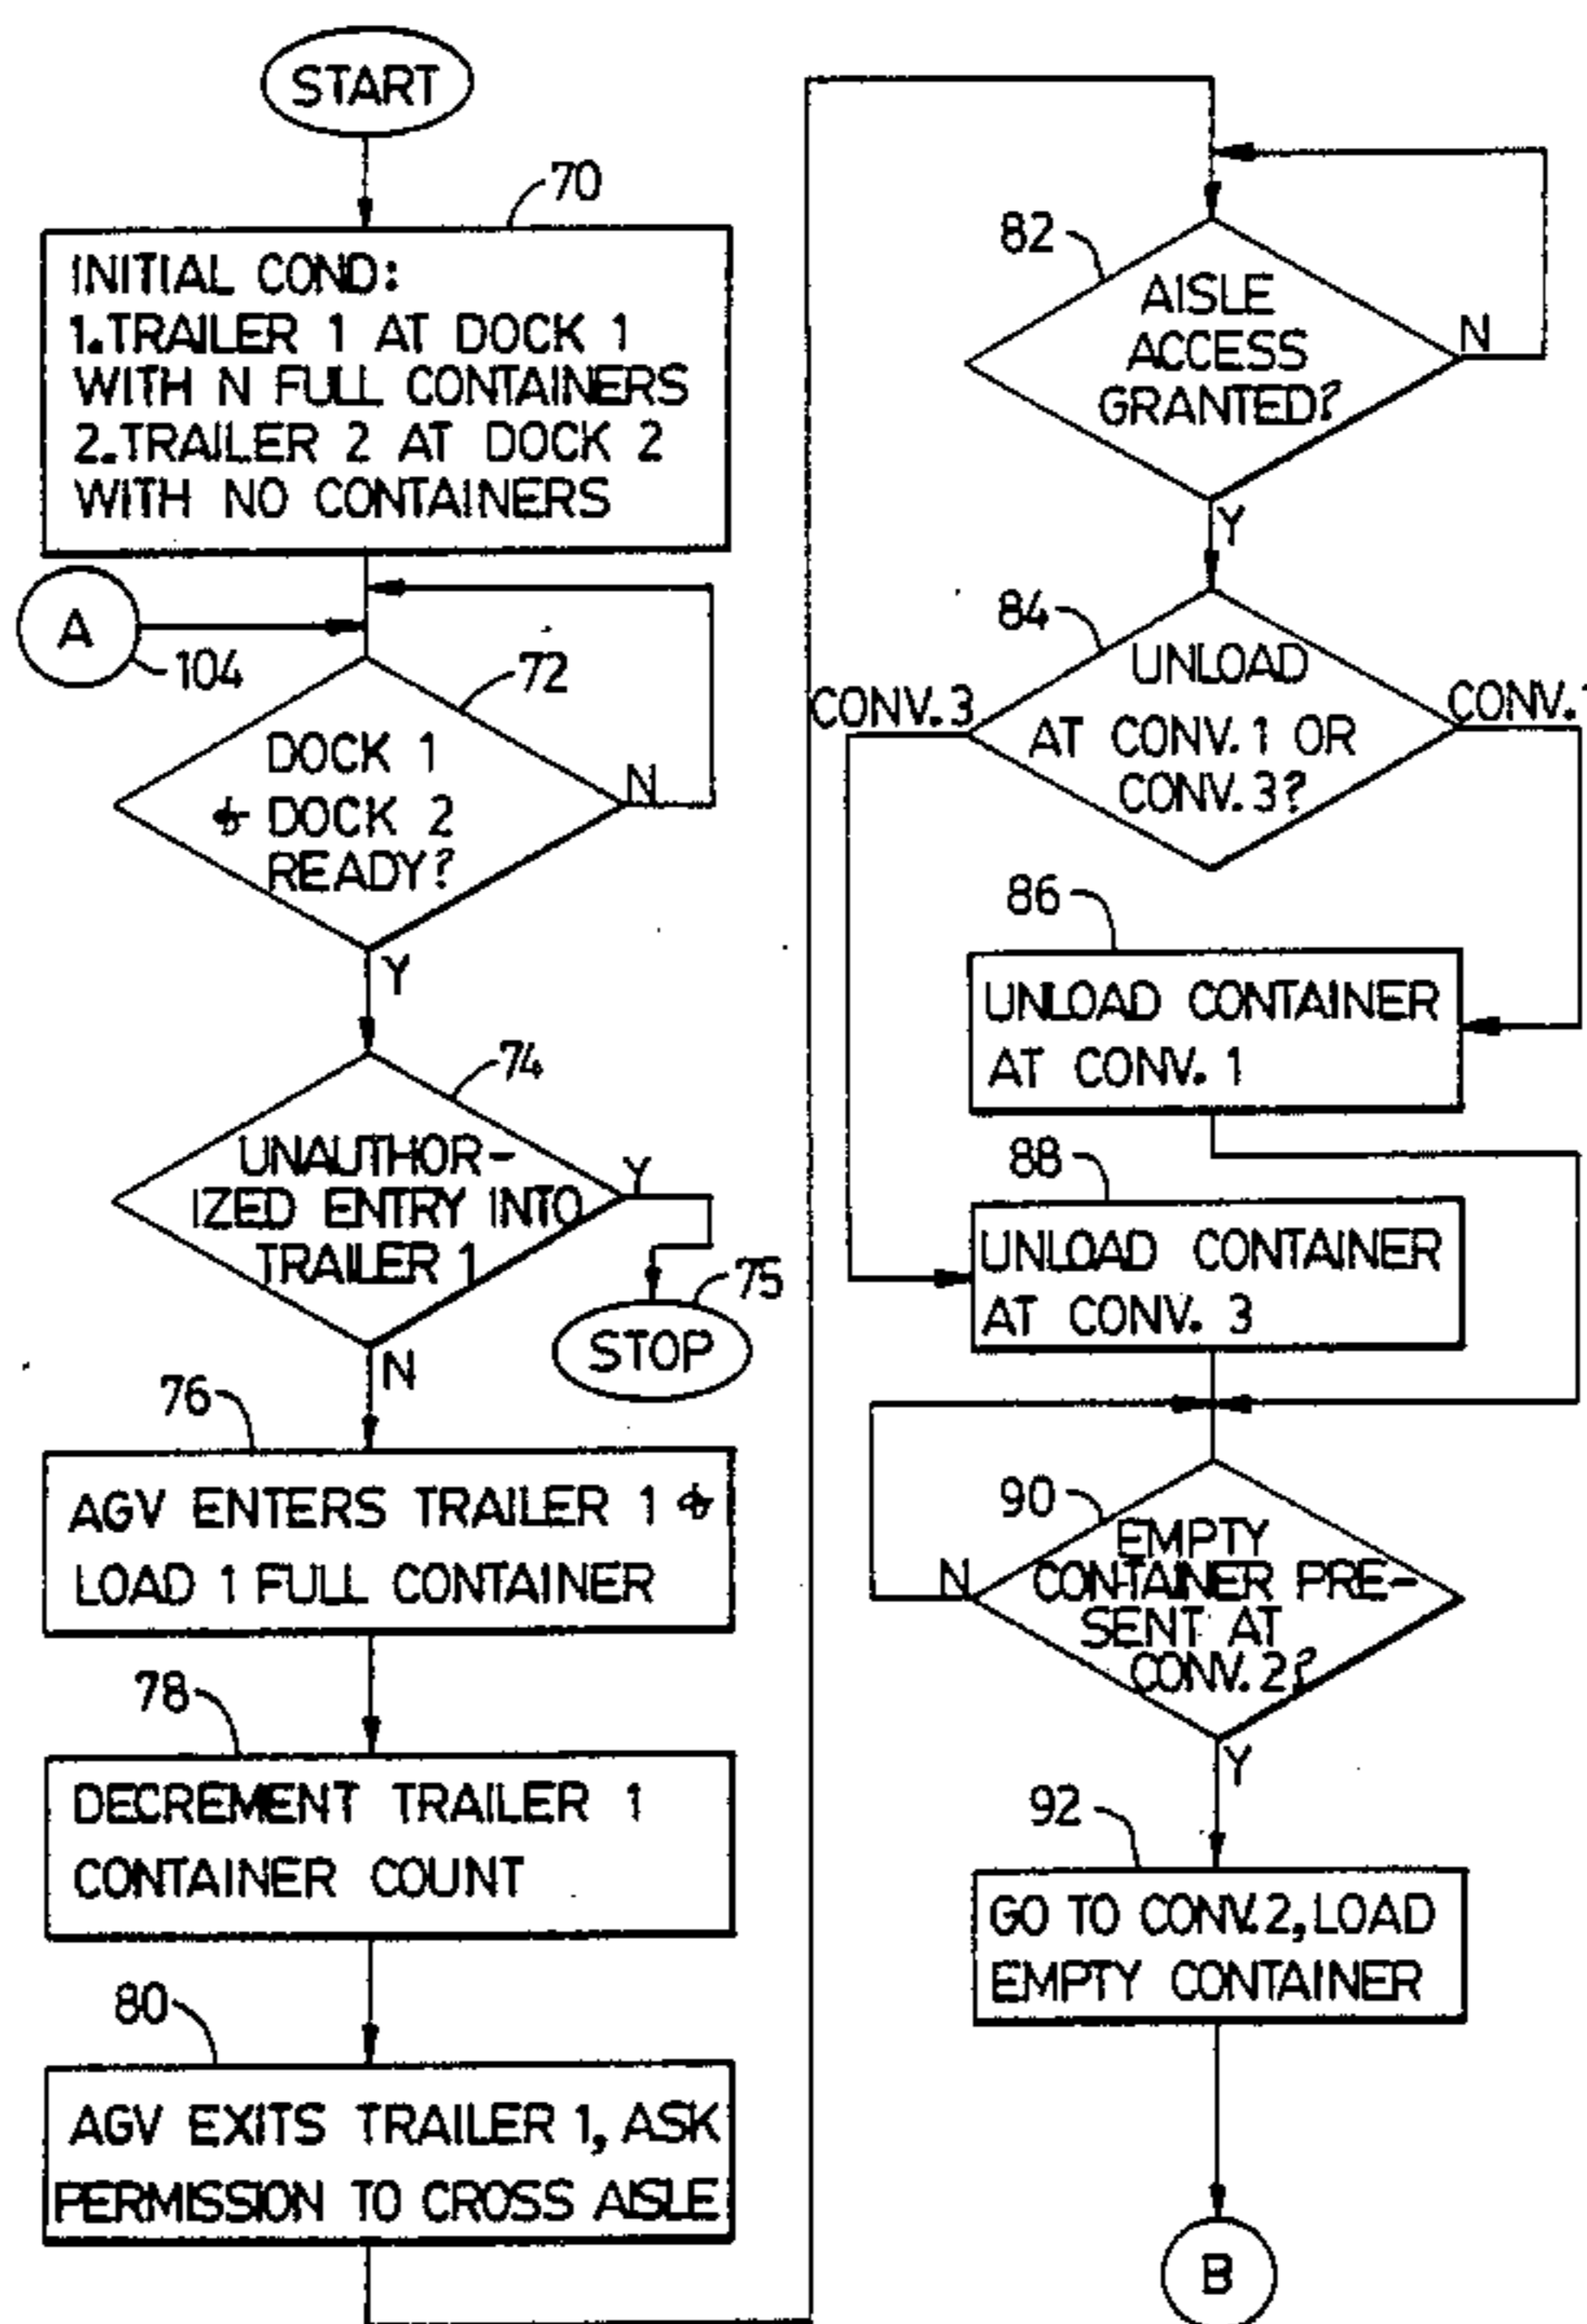 START
70
INITIAL COND:
1. TRAILER 1 AT DOCK 1
WITH N FULL CONTAINERS
2. TRAILER 2 AT DOCK 2
WITH NO CONTAINERS
A
104
72
DOCK 1
& DOCK 2
READY?
N
Y
74
UNAUTHOR-
IZED ENTRY INTO
TRAILER 1
Y
75
STOP
N
76
AGV ENTERS TRAILER 1 &
LOAD 1 FULL CONTAINER
78
DECREMENT TRAILER 1
CONTAINER COUNT
80
AGV EXITS TRAILER 1, ASK
PERMISSION TO CROSS AISLE
82
AISLE
ACCESS
GRANTED?
N
Y
84
UNLOAD
AT CONV. 1 OR
CONV. 3?
CONV. 3
CONV. 1
86
UNLOAD CONTAINER
AT CONV. 1
88
UNLOAD CONTAINER
AT CONV. 3
90
EMPTY
CONTAINER PRE-
SENT AT
CONV. 2?
N
Y
92
GO TO CONV. 2, LOAD
EMPTY CONTAINER
B